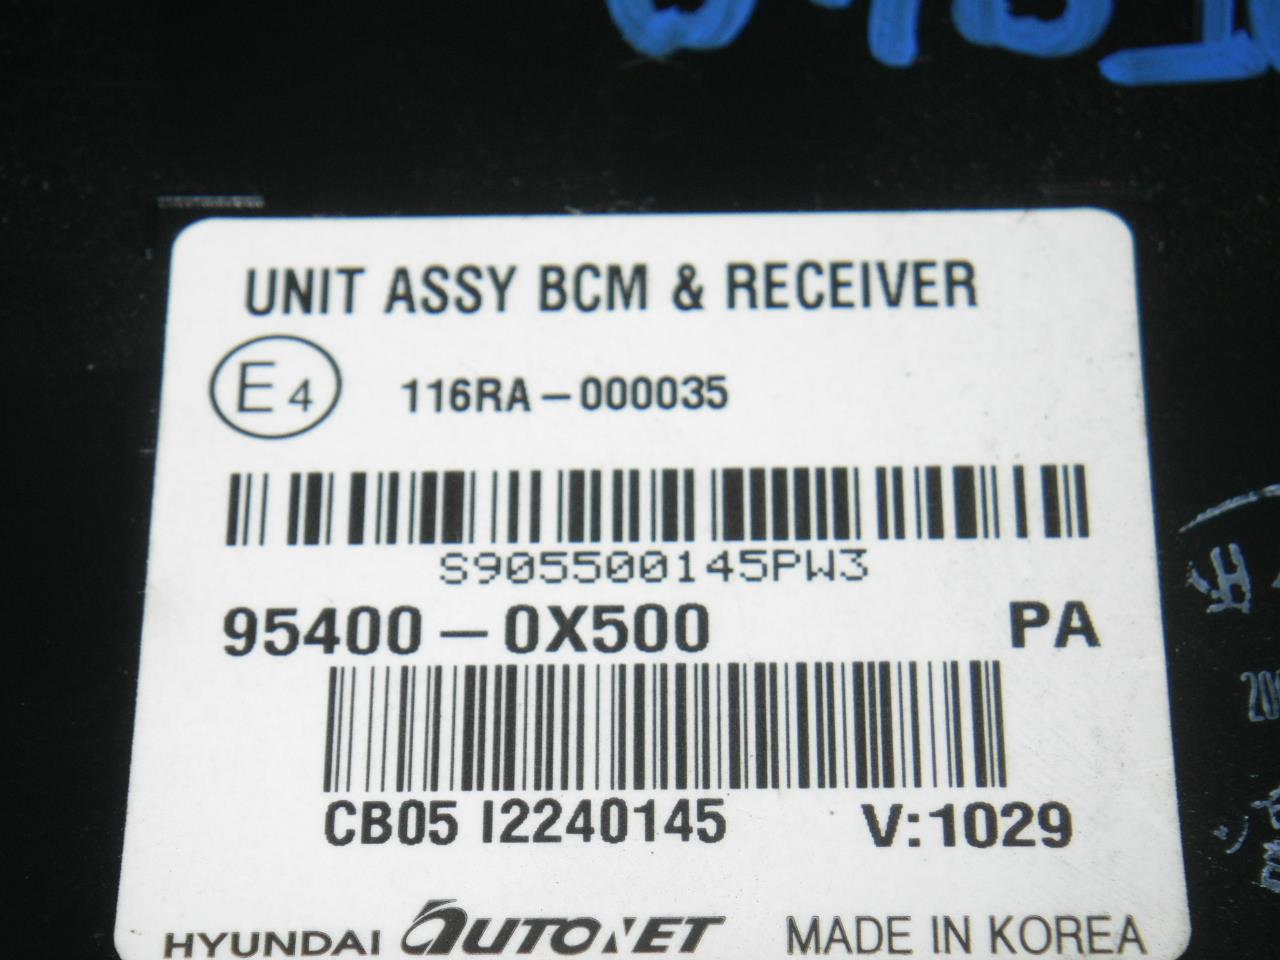 UNIT ASSY BCM & RECEIVER
E4 116RA-000035
S905500145PW3
95400-0X500 PA
CB05 I2240145 V:1029
HYUNDAI AUTONET MADE IN KOREA